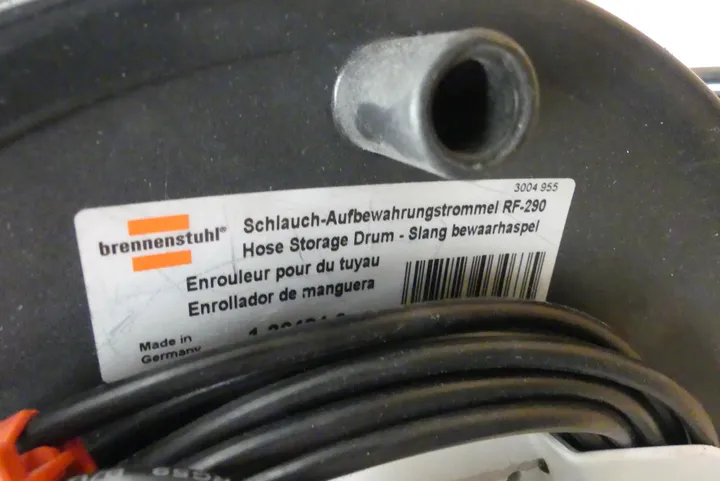 3004 955
brennenstuhl®
Schlauch-Aufbewahrungstrommel RF-290
Hose Storage Drum - Slang bewaarhaspel
Enrouleur pour du tuyau
Enrollador de manguera
Made in
Germany